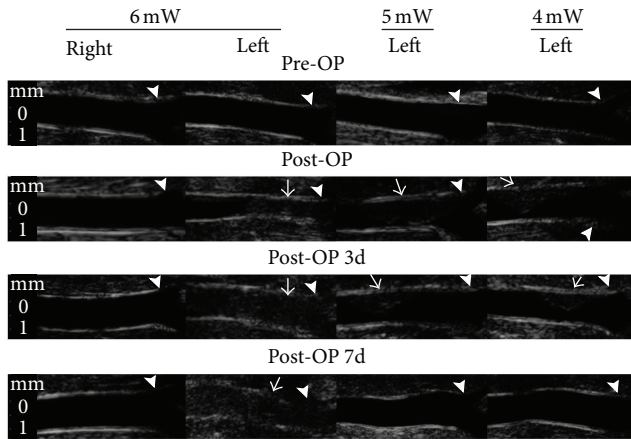 6 mW 5 mW 4 mW
Right Left Left Left
Pre-OP
mm
0
1
Post-OP
mm
0
1
Post-OP 3d
mm
0
1
Post-OP 7d
mm
0
1